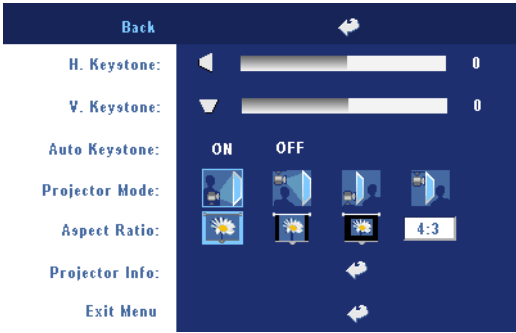 Back
H. Keystone: 0
V. Keystone: 0
Auto Keystone: ON OFF
Projector Mode:
Aspect Ratio: 4:3
Projector Info:
Exit Menu